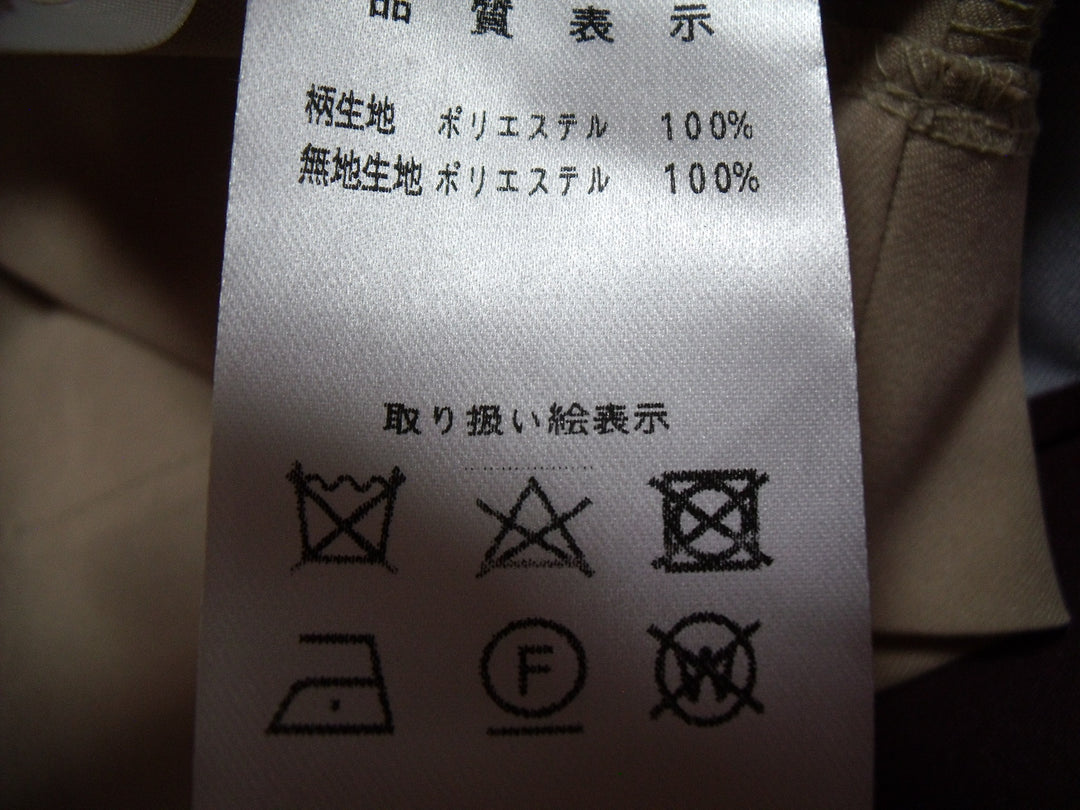 品質表示
柄生地 ポリエステル 100%
無地生地 ポリエステル 100%
取り扱い絵表示
F W